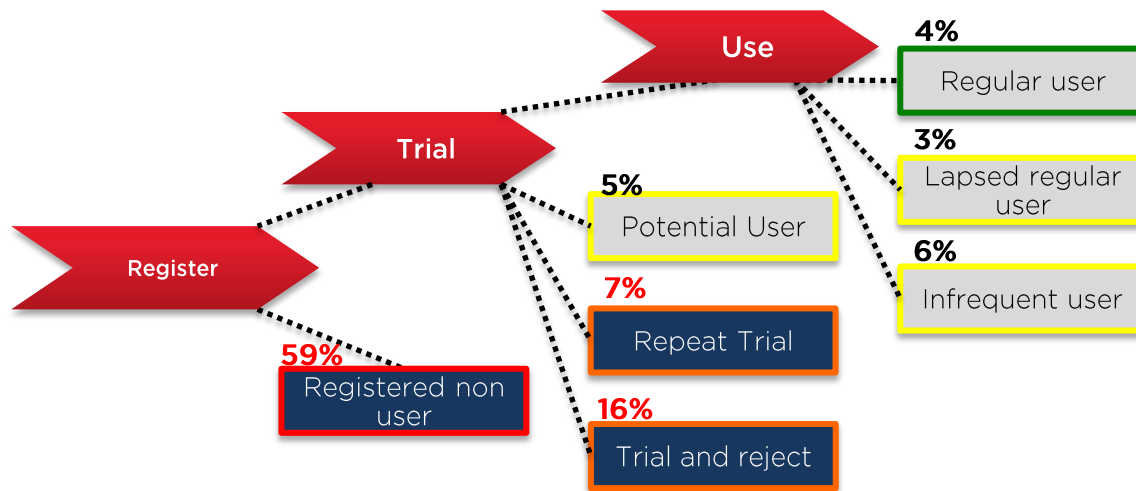 Use
4%
Regular user
Trial
3%
Lapsed regular
user
5%
Potential User
Register
6%
Infrequent user
7%
Repeat Trial
59%
Registered non
user
16%
Trial and reject